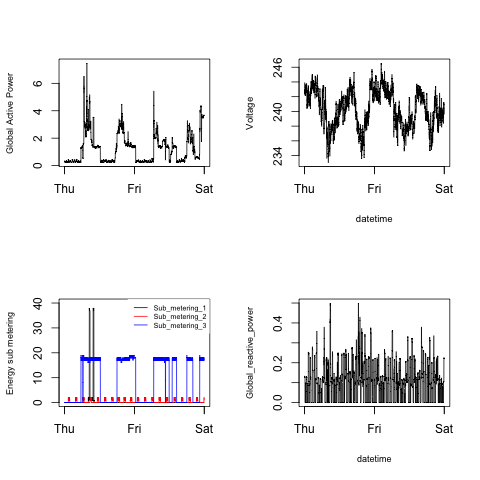 Global Active Power
0 2 4 6
Thu Fri Sat
Voltage
234 240 246
Thu Fri Sat
datetime
Energy sub metering
0 10 20 30 40
Sub_metering_1
Sub_metering_2
Sub_metering_3
Thu Fri Sat
Global_reactive_power
0.0 0.2 0.4
Thu Fri Sat
datetime